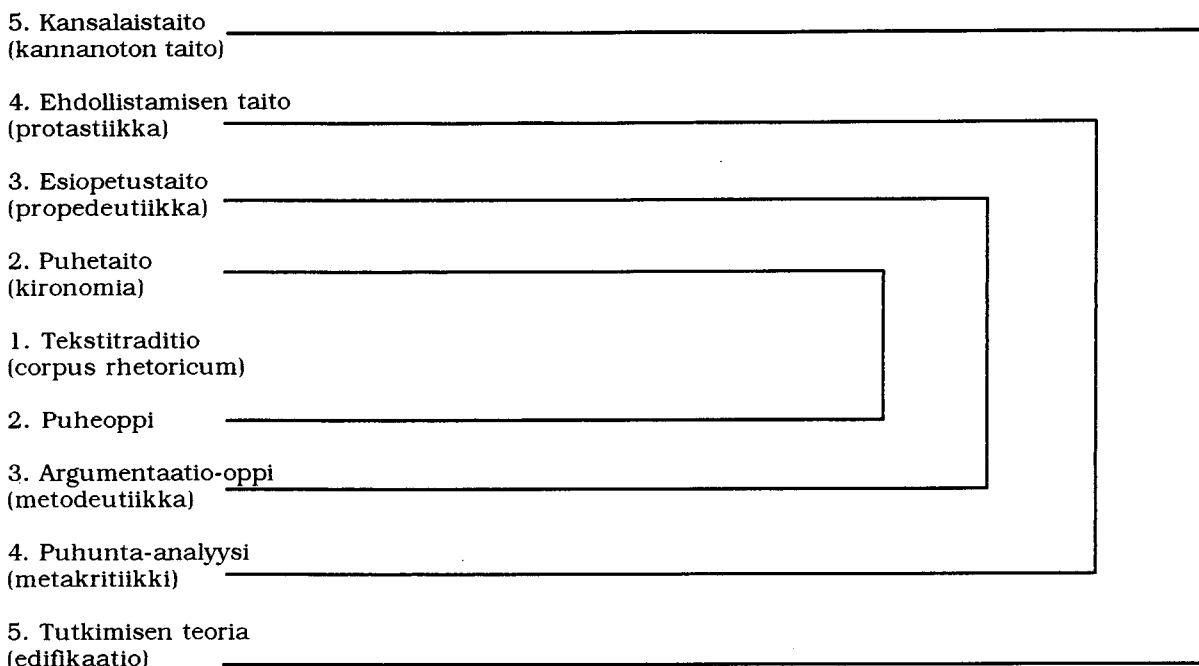 5. Kansalaistaito
(kannanoton taito)
4. Ehdollistamisen taito
(protastiikka)
3. Esiopetustaito
(propedeutiikka)
2. Puhetaito
(kironomia)
1. Tekstitraditio
(corpus rhetoricum)
2. Puheoppi
3. Argumentaatio-oppi
(metodeutiikka)
4. Puhunta-analyysi
(metakritiikki)
5. Tutkimisen teoria
(edifikaatio)